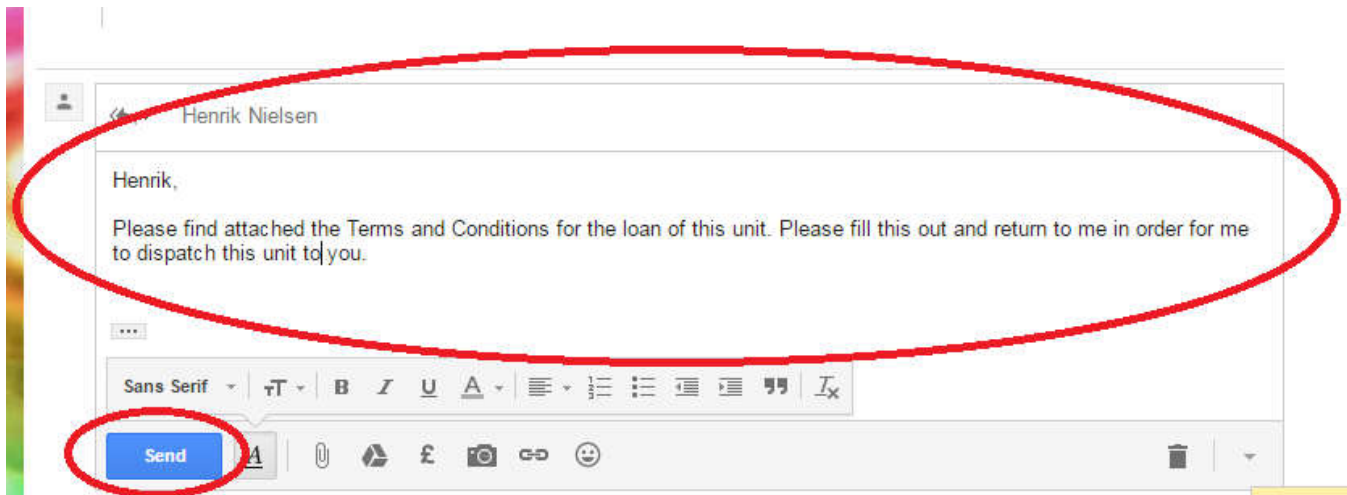 Henrik Nielsen
Henrik,
Please find attached the Terms and Conditions for the loan of this unit. Please fill this out and return to me in order for me
to dispatch this unit to you.
Sans Serif
B I U A
Send A £